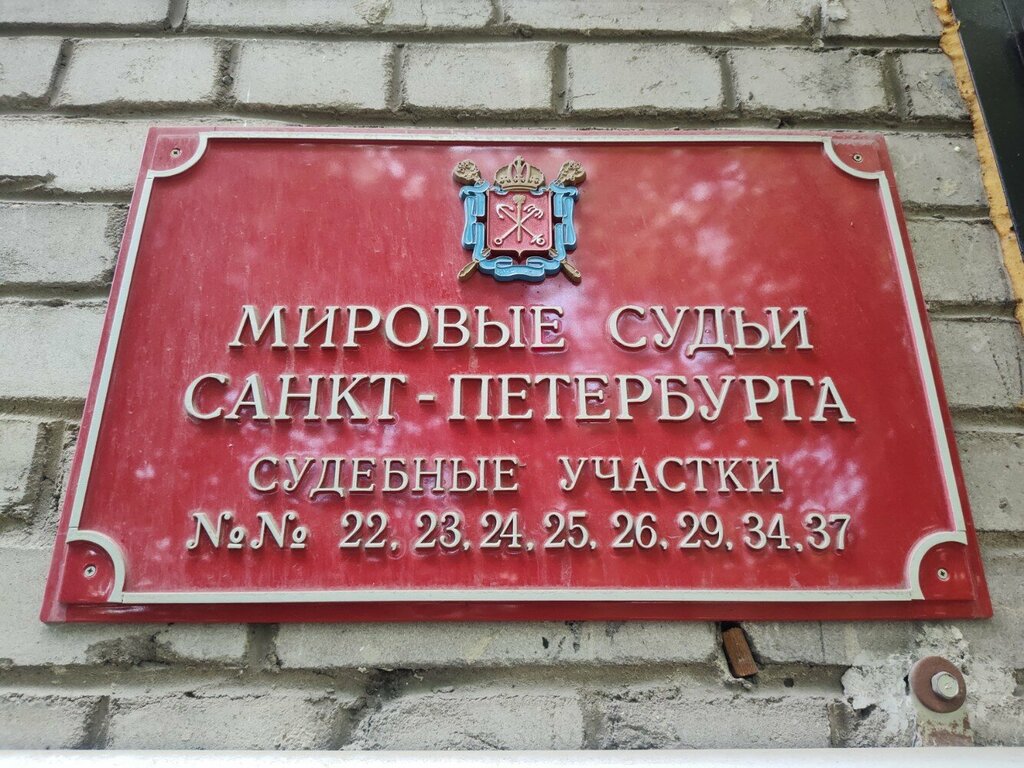 МИРОВЫЕ СУДЬИ
САНКТ-ПЕТЕРБУРГА
СУДЕБНЫЕ УЧАСТКИ
№№ 22, 23, 24, 25, 26, 29, 34, 37